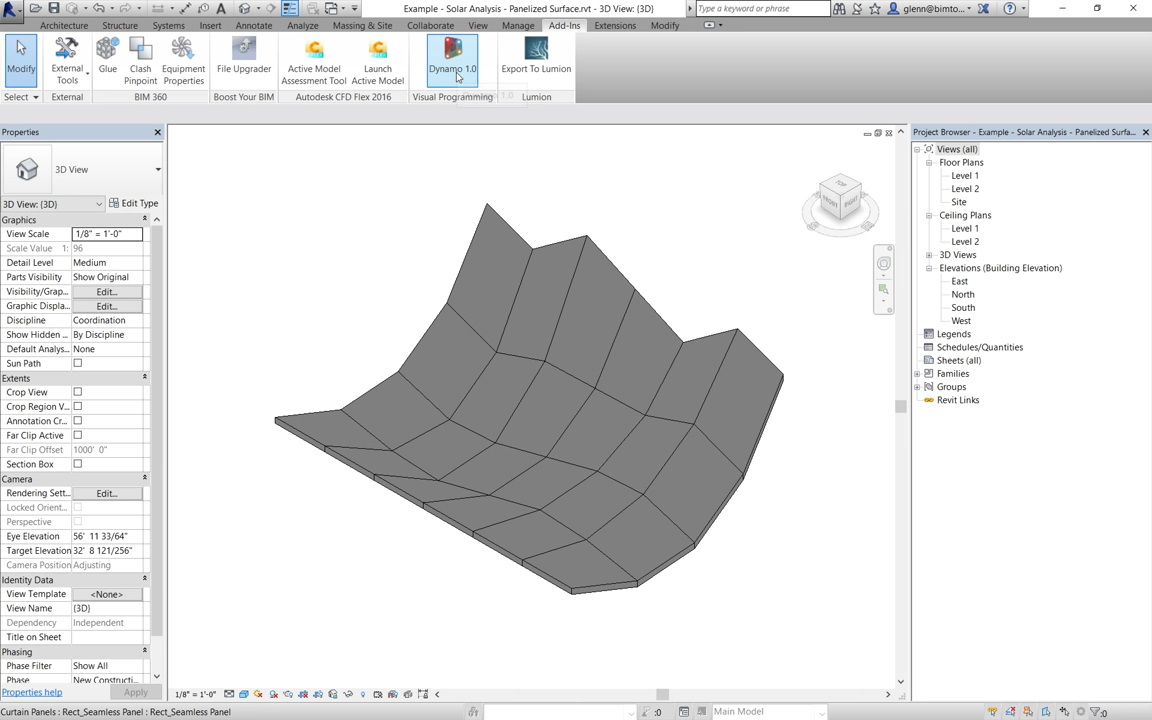 Example - Solar Analysis - Panelized Surface.rvt - 3D View: {3D}
Type a keyword or phrase
glenn@bimto...
Architecture Structure Systems Insert Annotate Analyze Massing & Site Collaborate View Manage Add-Ins Extensions Modify
Modify
External Tools
Glue
Clash Pinpoint
Equipment Properties
File Upgrader
Active Model Assessment Tool
Launch Active Model
Dynamo 1.0
Export To Lumion
Select
External
BIM 360
Boost Your BIM
Autodesk CFD Flex 2016
Visual Programming
Lumion
Properties
3D View
3D View: {3D}
Edit Type
Graphics
View Scale 1/8" = 1'-0"
Scale Value 1: 96
Detail Level Medium
Parts Visibility Show Original
Visibility/Grap... Edit...
Graphic Displa... Edit...
Discipline Coordination
Show Hidden ... By Discipline
Default Analys... None
Sun Path
Extents
Crop View
Crop Region V...
Annotation Cr...
Far Clip Active
Far Clip Offset 1000' 0"
Section Box
Camera
Rendering Sett... Edit...
Locked Orient...
Perspective
Eye Elevation 56' 11 33/64"
Target Elevation 32' 8 121/256"
Camera Position Adjusting
Identity Data
View Template <None>
View Name {3D}
Dependency Independent
Title on Sheet
Phasing
Phase Filter Show All
Phase New Constructi...
Properties help
Apply
TOP
FRONT
RIGHT
1/8" = 1'-0"
Project Browser - Example - Solar Analysis - Panelized Surfa...
Views (all)
Floor Plans
Level 1
Level 2
Site
Ceiling Plans
Level 1
Level 2
3D Views
Elevations (Building Elevation)
East
North
South
West
Legends
Schedules/Quantities
Sheets (all)
Families
Groups
Revit Links
Curtain Panels : Rect_Seamless Panel : Rect_Seamless Panel
:0
Main Model
:0